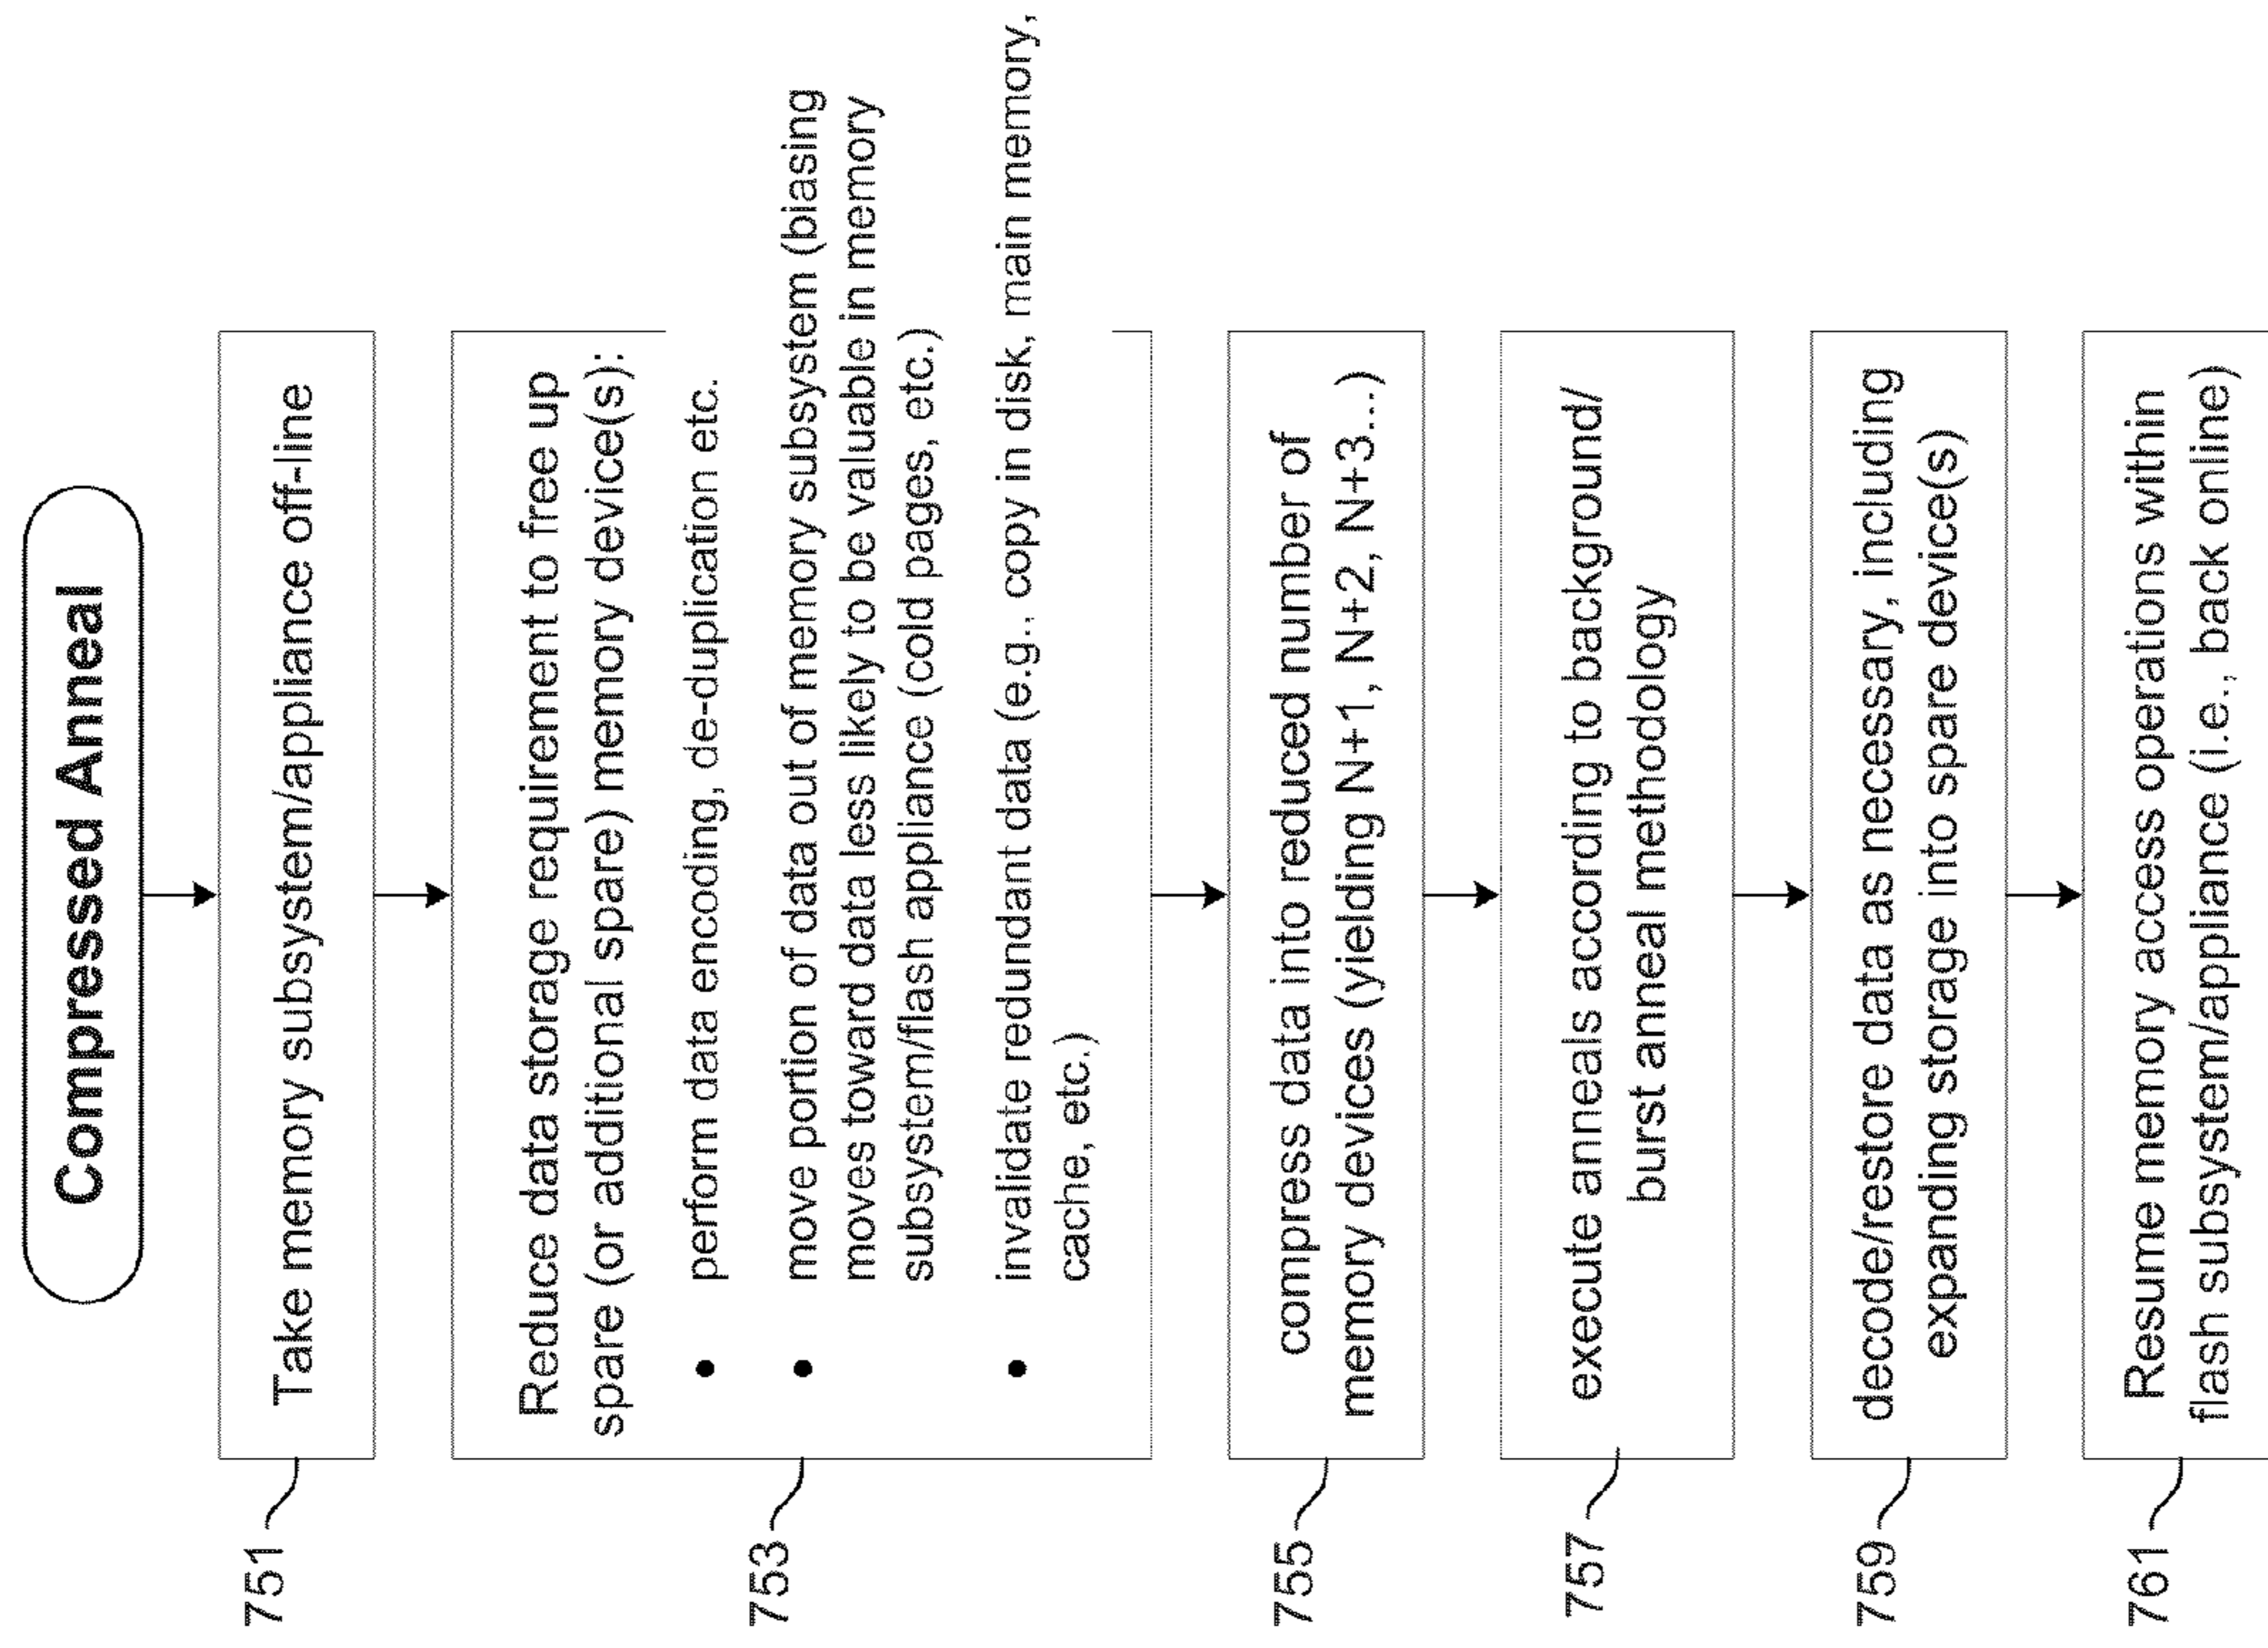 Compressed Anneal
751
Take memory subsystem/appliance off-line
753
Reduce data storage requirement to free up
spare (or additional spare) memory device(s):
• perform data encoding, de-duplication etc.
• move portion of data out of memory subsystem (biasing
moves toward data less likely to be valuable in memory
subsystem/flash appliance (cold pages, etc.)
• invalidate redundant data (e.g., copy in disk, main memory,
cache, etc.)
755
compress data into reduced number of
memory devices (yielding N+1, N+2, N+3...)
757
execute anneals according to background/
burst anneal methodology
759
decode/restore data as necessary, including
expanding storage into spare device(s)
761
Resume memory access operations within
flash subsystem/appliance (i.e., back online)